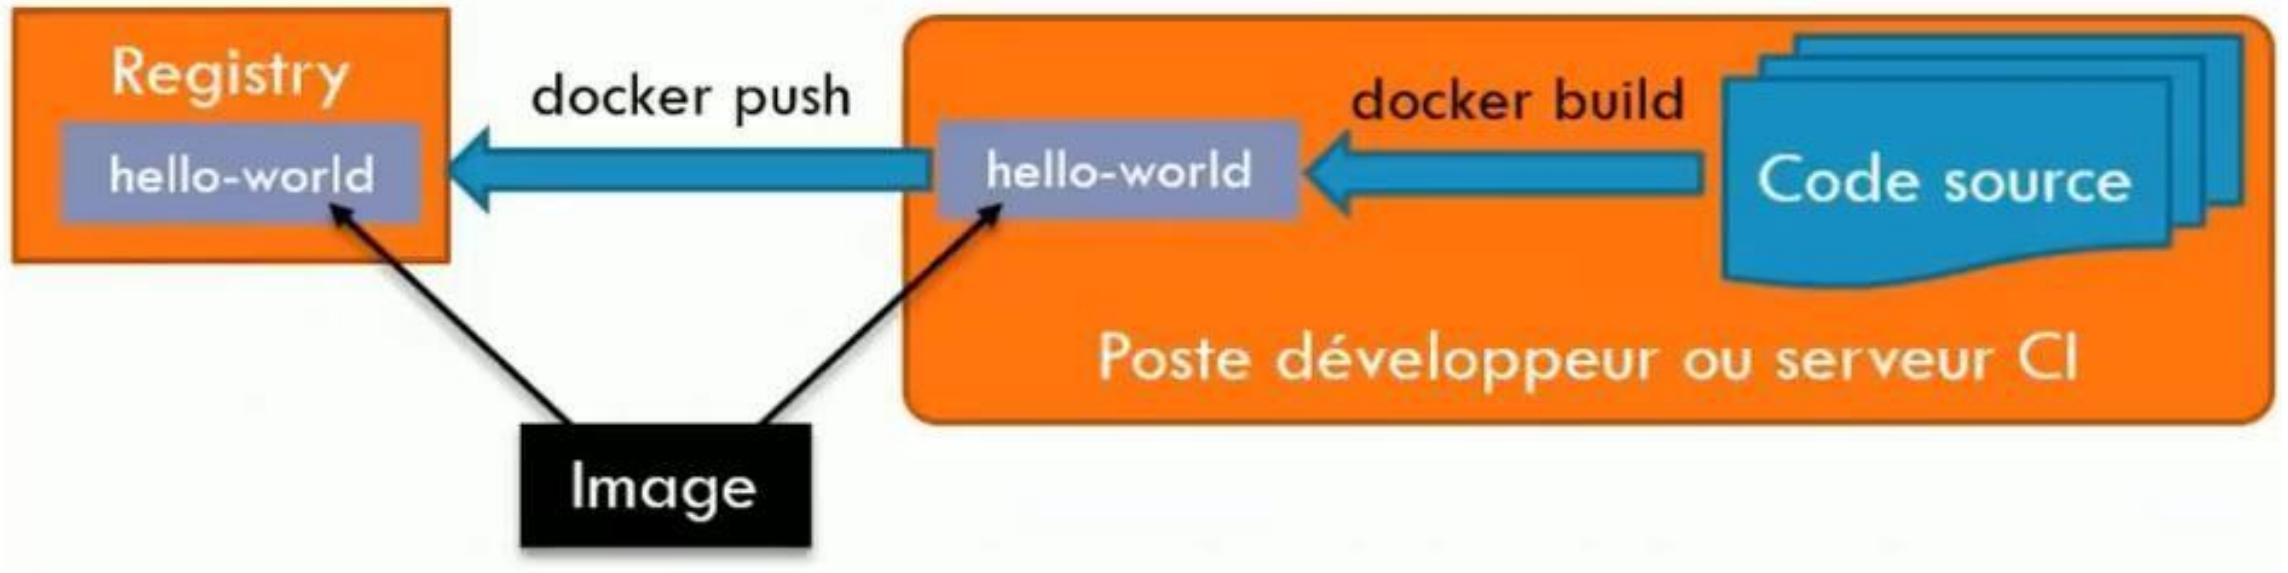 Registry
hello-world
docker push
hello-world
docker build
Code source
Poste développeur ou serveur CI
Image